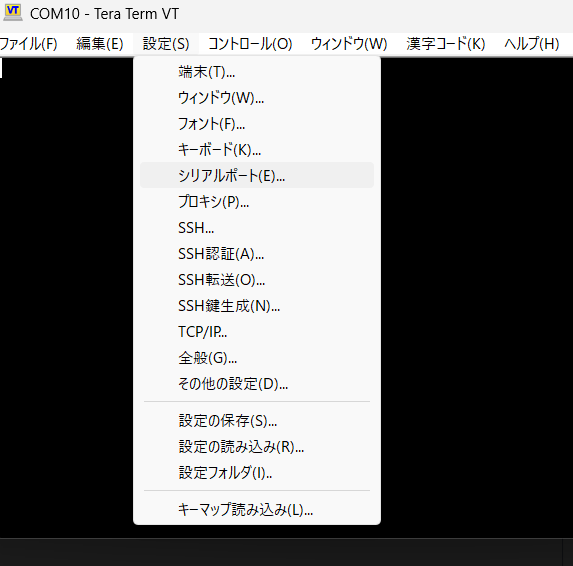 VT COM10 - Tera Term VT
ファイル(F) 編集(E) 設定(S) コントロール(O) ウィンドウ(W) 漢字コード(K) ヘルプ(H)
端末(T)...
ウィンドウ(W)...
フォント(F)...
キーボード(K)...
シリアルポート(E)...
プロキシ(P)...
SSH...
SSH認証(A)...
SSH転送(O)...
SSH鍵生成(N)...
TCP/IP...
全般(G)...
その他の設定(D)...
設定の保存(S)...
設定の読み込み(R)...
設定フォルダ(I)..
キーマップ読み込み(L)...